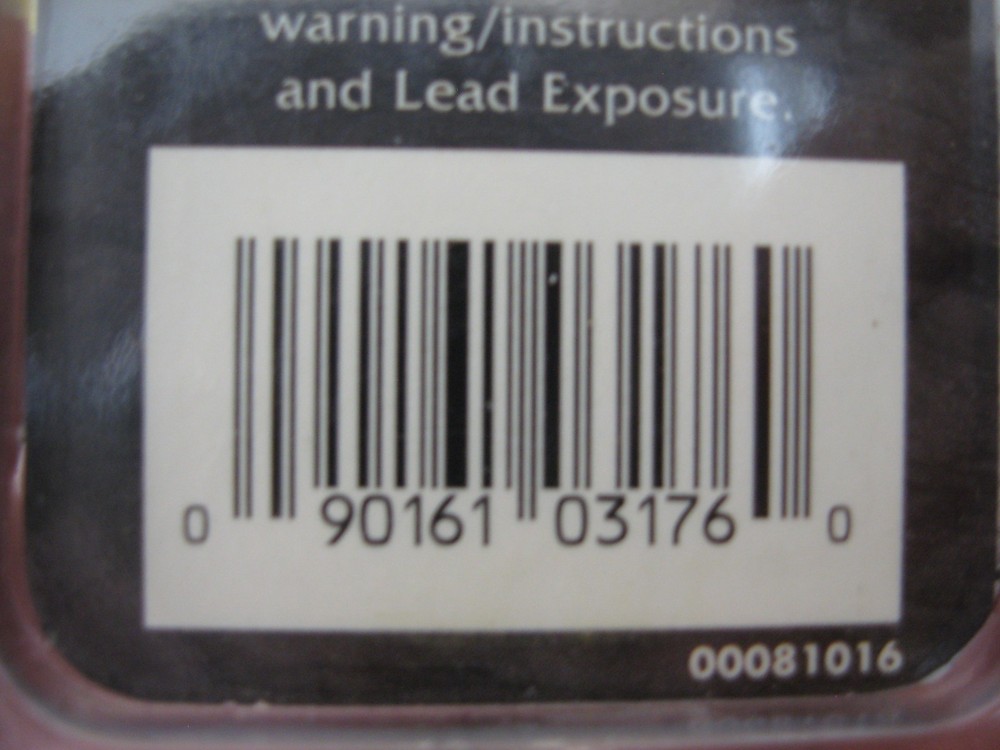 warning/instructions
and Lead Exposure.
0 90161 03176 0
00081016